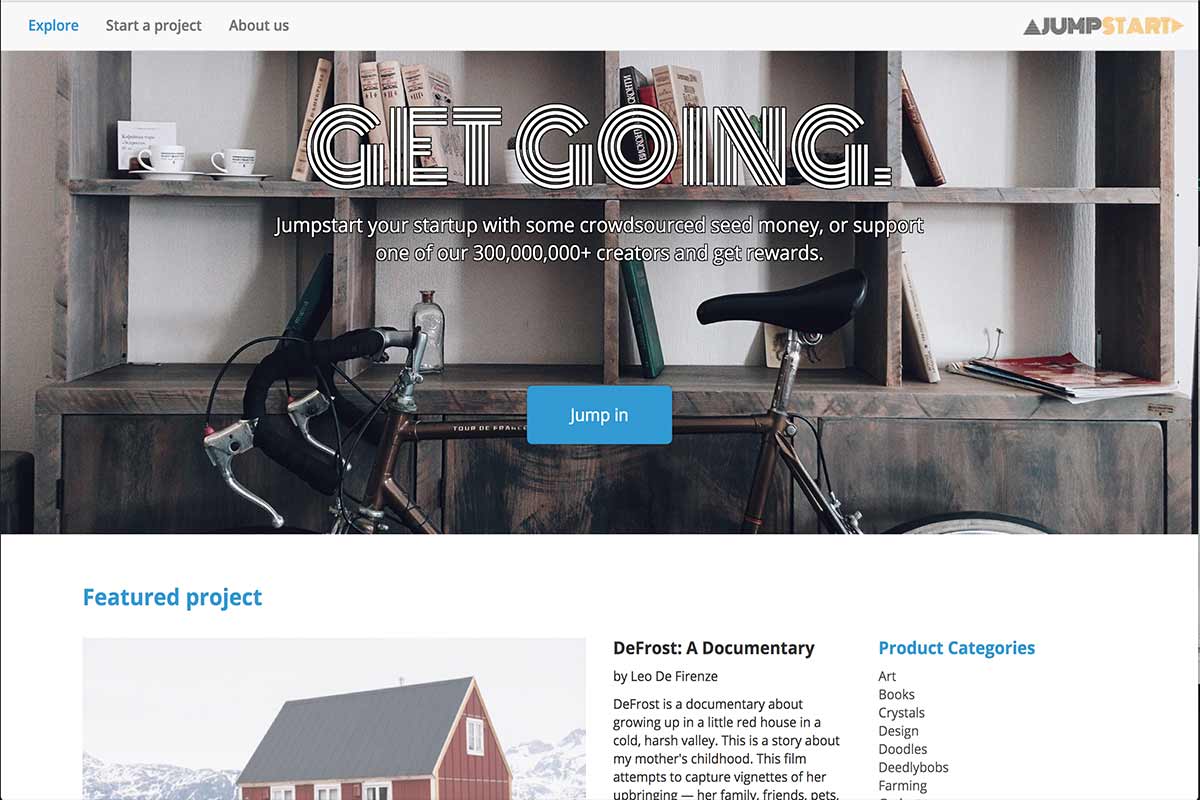 Explore Start a project About us
JUMPSTART
GET GOING.
Jumpstart your startup with some crowdsourced seed money, or support
one of our 300,000,000+ creators and get rewards.
TOUR DE FRANCE
Jump in
Featured project
DeFrost: A Documentary
by Leo De Firenze
DeFrost is a documentary about
growing up in a little red house in a
cold, harsh valley. This is a story about
my mother's childhood. This film
attempts to capture vignettes of her
upbringing — her family, friends, pets,
Product Categories
Art
Books
Crystals
Design
Doodles
Deedlybobs
Farming